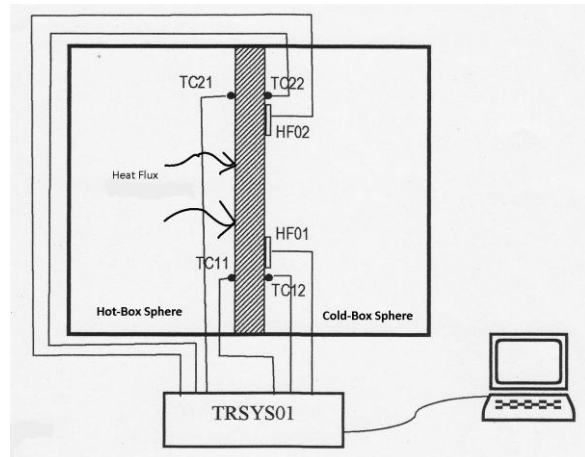 TC21
TC22
HF02
Heat Flux
HF01
TC11
TC12
Hot-Box Sphere
Cold-Box Sphere
TRSYS01